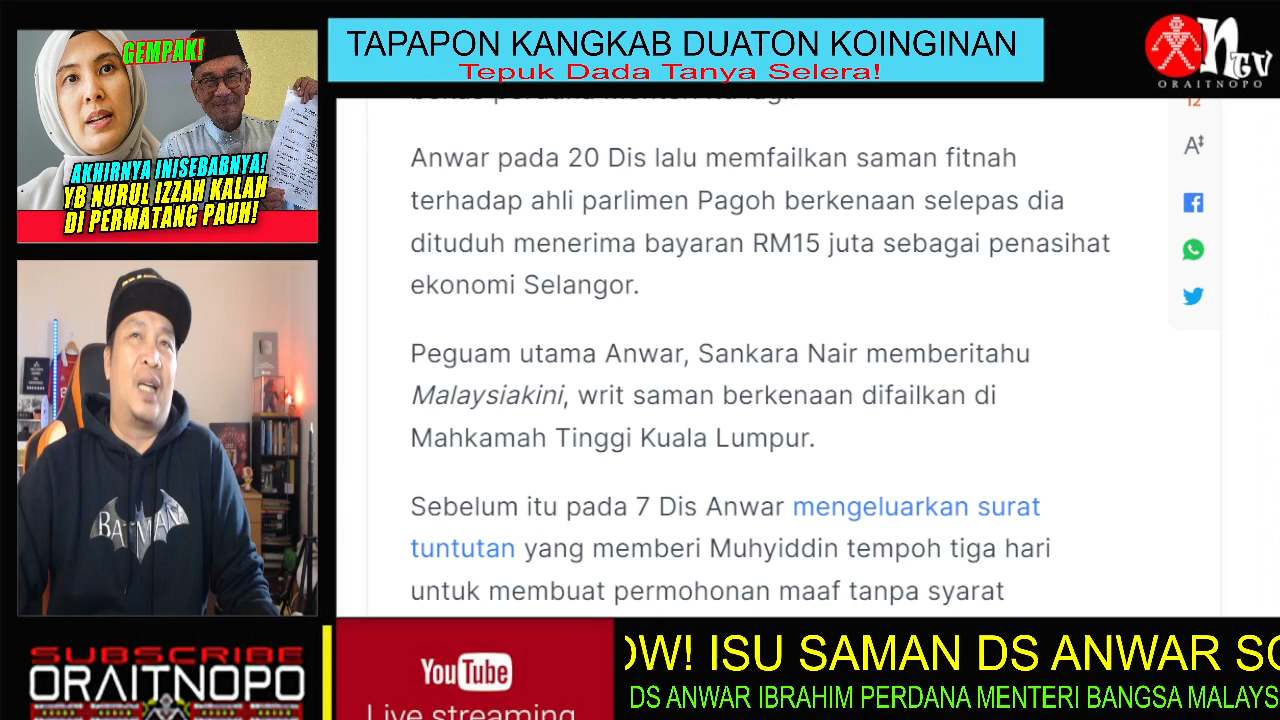 GEMPAK!
AKHIRNYA INISEBABNYA!
YB NURUL IZZAH KALAH
DI PERMATANG PAUH!
TAPAPON KANGKAB DUATON KOINGINAN
Tepuk Dada Tanya Selera!
n TV
ORAITNOPO
12
A
Anwar pada 20 Dis lalu memfailkan saman fitnah
terhadap ahli parlimen Pagoh berkenaan selepas dia
dituduh menerima bayaran RM15 juta sebagai penasihat
ekonomi Selangor.
Peguam utama Anwar, Sankara Nair memberitahu
Malaysiakini, writ saman berkenaan difailkan di
Mahkamah Tinggi Kuala Lumpur.
Sebelum itu pada 7 Dis Anwar mengeluarkan surat
tuntutan yang memberi Muhyiddin tempoh tiga hari
untuk membuat permohonan maaf tanpa syarat
BATMAN
SUBSCRIBE
ORAITNOPO
YouTube
Live streaming
OW! ISU SAMAN DS ANWAR SO
DS ANWAR IBRAHIM PERDANA MENTERI BANGSA MALAYS